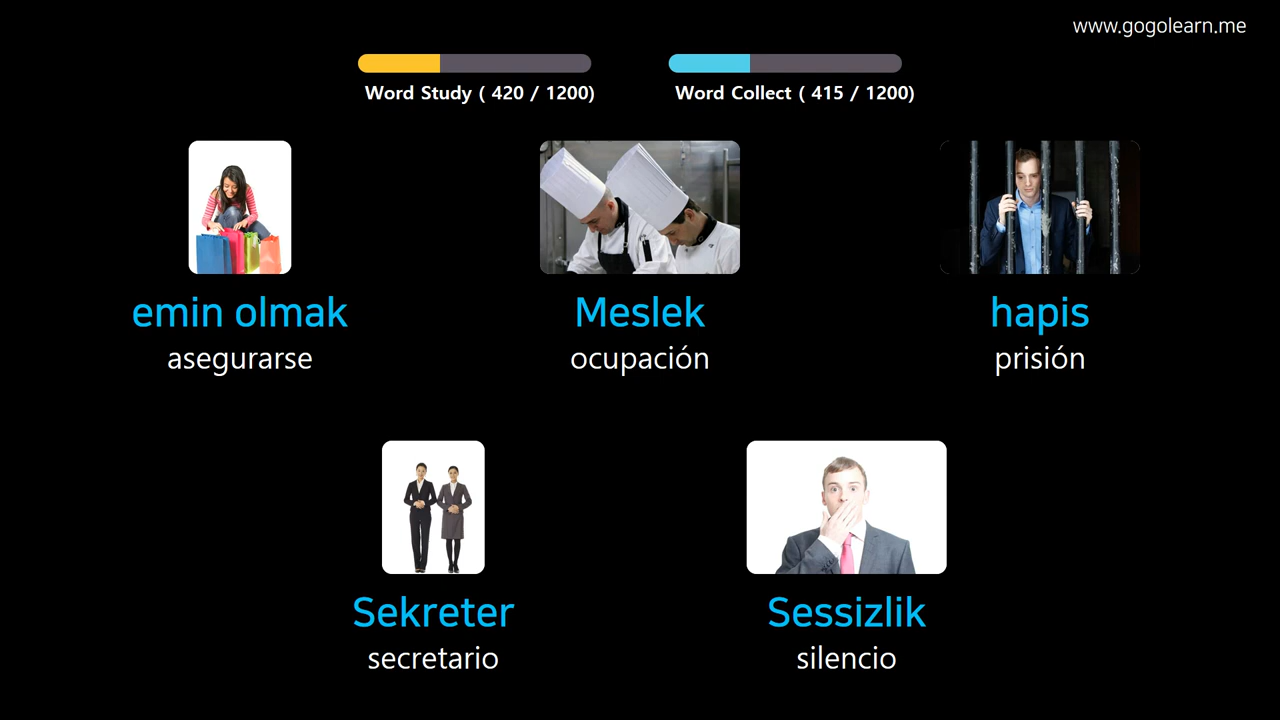 www.gogolearn.me
Word Study ( 420 / 1200)
Word Collect ( 415 / 1200)
emin olmak
asegurarse
Meslek
ocupación
hapis
prisión
Sekreter
secretario
Sessizlik
silencio